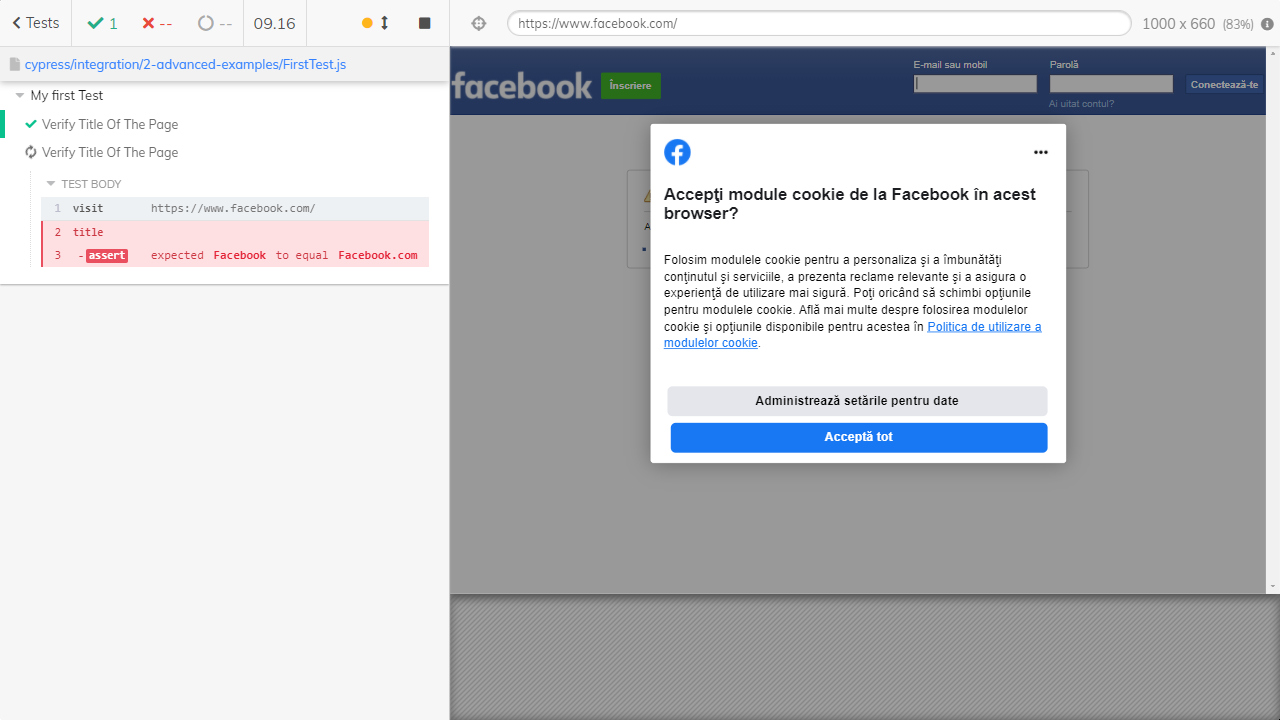 Tests 1 -- -- 09.16
https://www.facebook.com/ 1000 x 660 (83%)
cypress/integration/2-advanced-examples/FirstTest.js
My first Test
Verify Title Of The Page
Verify Title Of The Page
TEST BODY
1 visit https://www.facebook.com/
2 title
3 -assert expected Facebook to equal Facebook.com
facebook
Înscriere
E-mail sau mobil
Parolă
Conectează-te
Ai uitat contul?
Accepţi module cookie de la Facebook în acest
browser?
Folosim modulele cookie pentru a personaliza şi a îmbunătăţi
conţinutul şi serviciile, a prezenta reclame relevante şi a asigura o
experienţă de utilizare mai sigură. Poţi oricând să schimbi opţiunile
pentru modulele cookie. Află mai multe despre folosirea modulelor
cookie şi opţiunile disponibile pentru acestea în Politica de utilizare a
modulelor cookie.
Administrează setările pentru date
Acceptă tot